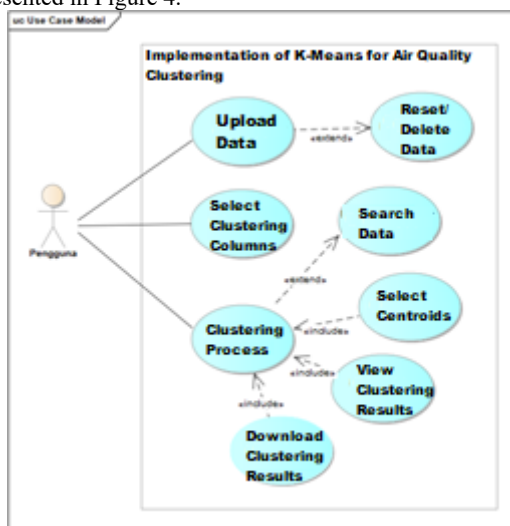 esented in Figure 4.
uc Use Case Model
Implementation of K-Means for Air Quality
Clustering
Upload
Data
«extend»
Reset/
Delete
Data
Select
Clustering
Columns
Search
Data
Pengguna
«extend»
Select
Centroids
Clustering
Process
«include»
«include»
View
Clustering
Results
«include»
Download
Clustering
Results